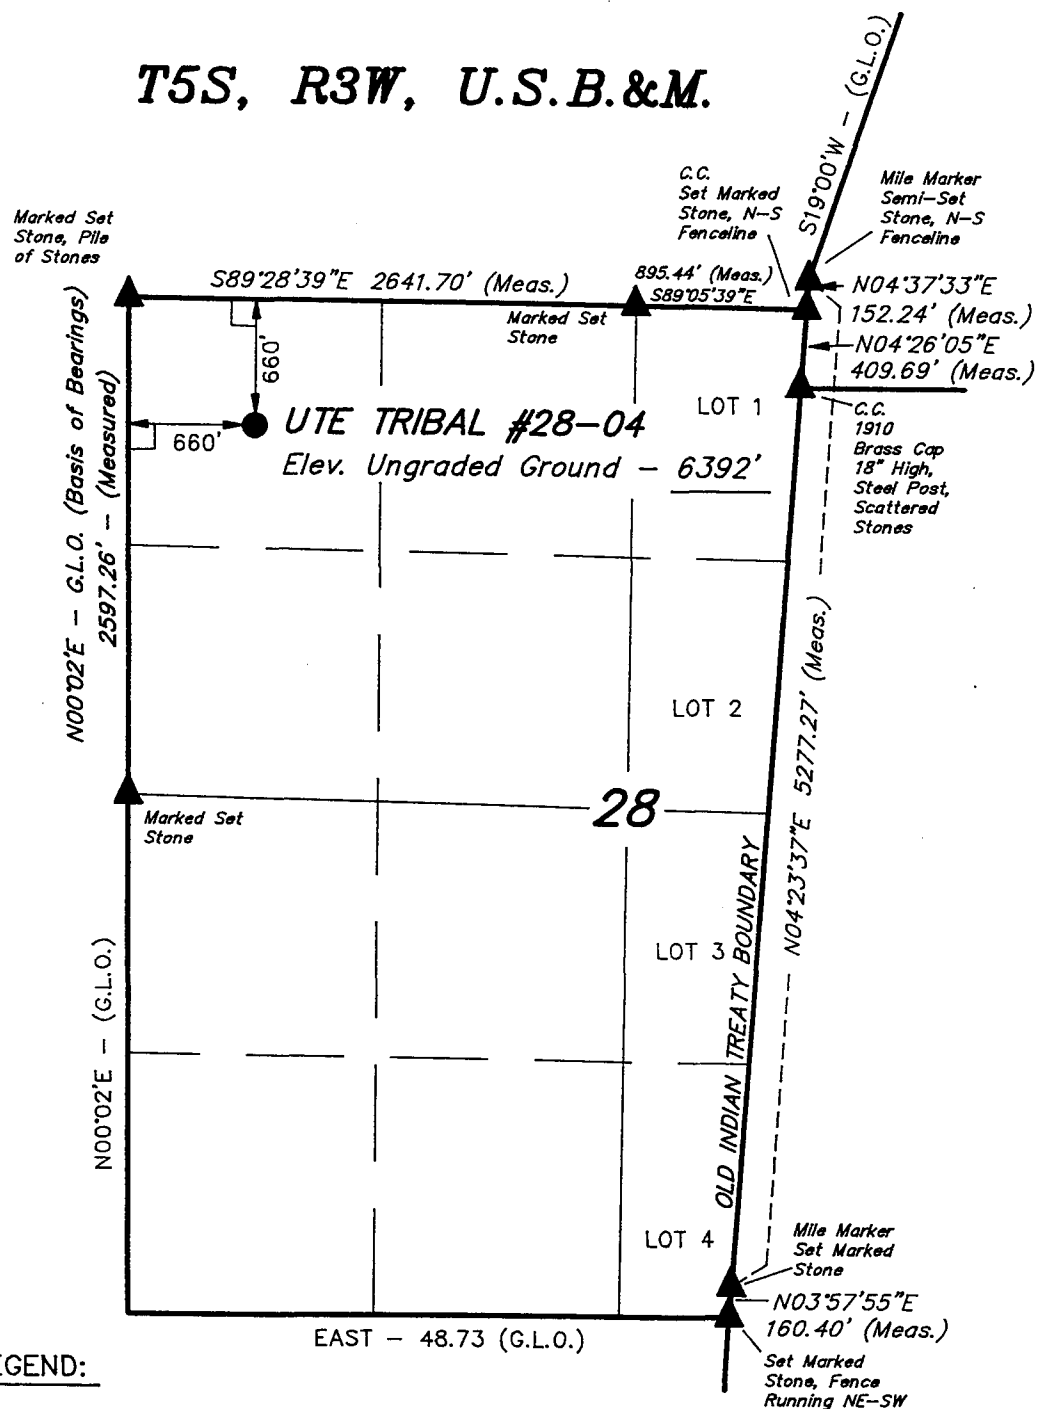 T5S, R3W, U.S.B.&M.
S19°00'W - (G.L.O.)
C.C.
Set Marked
Stone, N-S
Fenceline
Mile Marker
Semi-Set
Stone, N-S
Fenceline
Marked Set
Stone, Pile
of Stones
S89°28'39"E 2641.70' (Meas.)
895.44' (Meas.)
S89°05'39"E
N04°37'33"E
152.24' (Meas.)
Marked Set
Stone
N04°26'05"E
409.69' (Meas.)
660'
660'
UTE TRIBAL #28-04
Elev. Ungraded Ground - 6392'
LOT 1
C.C.
1910
Brass Cap
18" High,
Steel Post,
Scattered
Stones
N00°02'E - G.L.O. (Basis of Bearings)
2597.26' - (Measured)
LOT 2
N04°23'37"E 5277.27' (Meas.)
28
Marked Set
Stone
OLD INDIAN TREATY BOUNDARY
LOT 3
N00°02'E - (G.L.O.)
LOT 4
Mile Marker
Set Marked
Stone
N03°57'55"E
160.40' (Meas.)
EAST - 48.73 (G.L.O.)
Set Marked
Stone, Fence
Running NE-SW
EGEND: